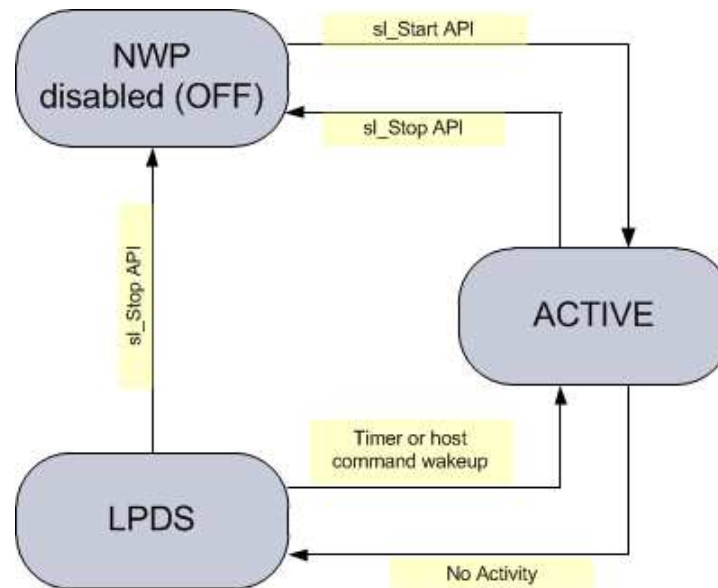 NWP
disabled (OFF)
sl_Start API
sl_Stop API
sl_Stop API
ACTIVE
Timer or host
command wakeup
LPDS
No Activity